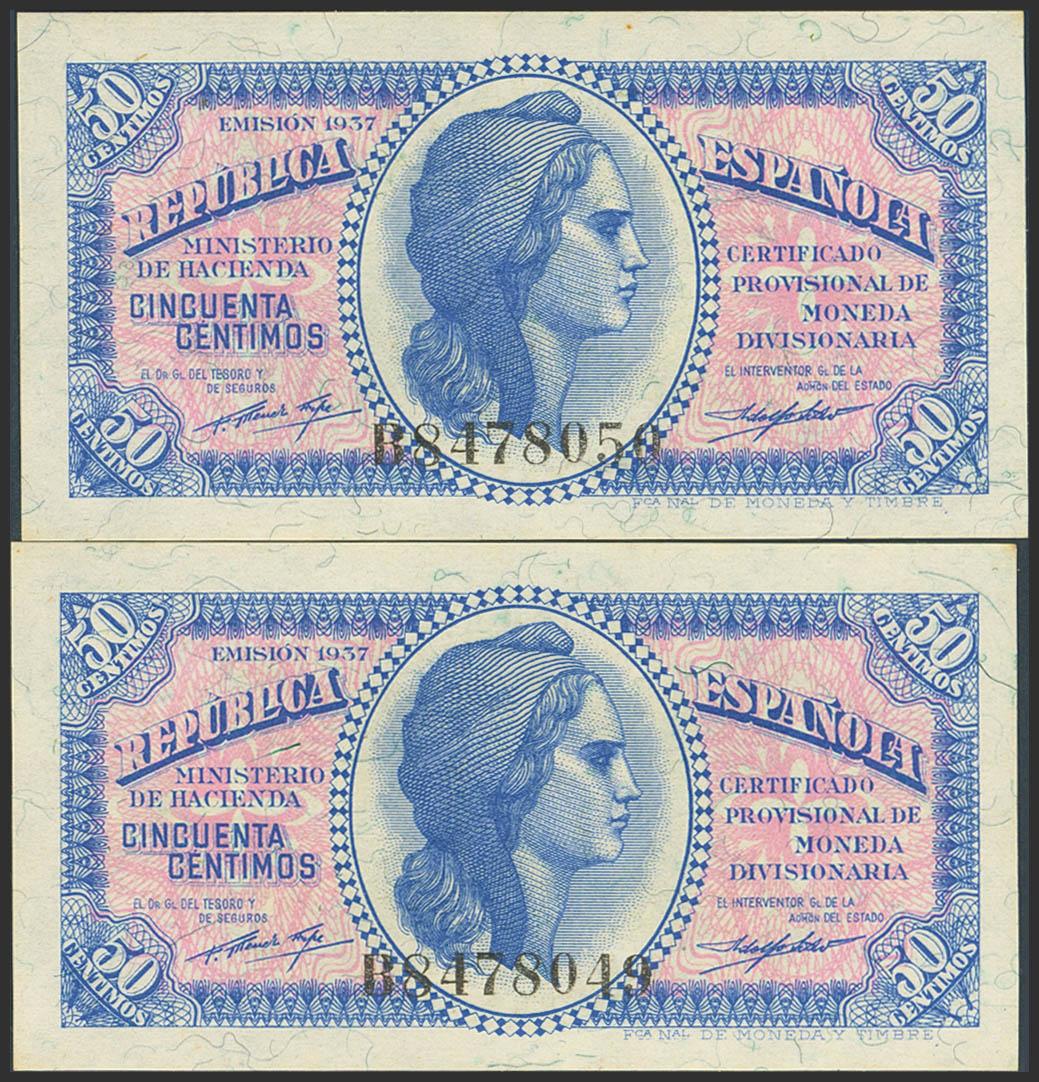 50 CENTIMOS
50 CENTIMOS
EMISIÓN 1937
REPÚBLICA ESPAÑOLA
MINISTERIO
DE HACIENDA
CINCUENTA
CÉNTIMOS
CERTIFICADO
PROVISIONAL DE
MONEDA
DIVISIONARIA
EL DR. GL. DEL TESORO Y
DE SEGUROS
EL INTERVENTOR GL. DE LA
ADMÓN DEL ESTADO
B8478050
50 CENTIMOS
50 CENTIMOS
FCA NAL DE MONEDA Y TIMBRE
50 CENTIMOS
50 CENTIMOS
EMISIÓN 1937
REPÚBLICA ESPAÑOLA
MINISTERIO
DE HACIENDA
CINCUENTA
CÉNTIMOS
CERTIFICADO
PROVISIONAL DE
MONEDA
DIVISIONARIA
EL DR. GL. DEL TESORO Y
DE SEGUROS
EL INTERVENTOR GL. DE LA
ADMÓN DEL ESTADO
B8478049
50 CENTIMOS
50 CENTIMOS
FCA NAL DE MONEDA Y TIMBRE